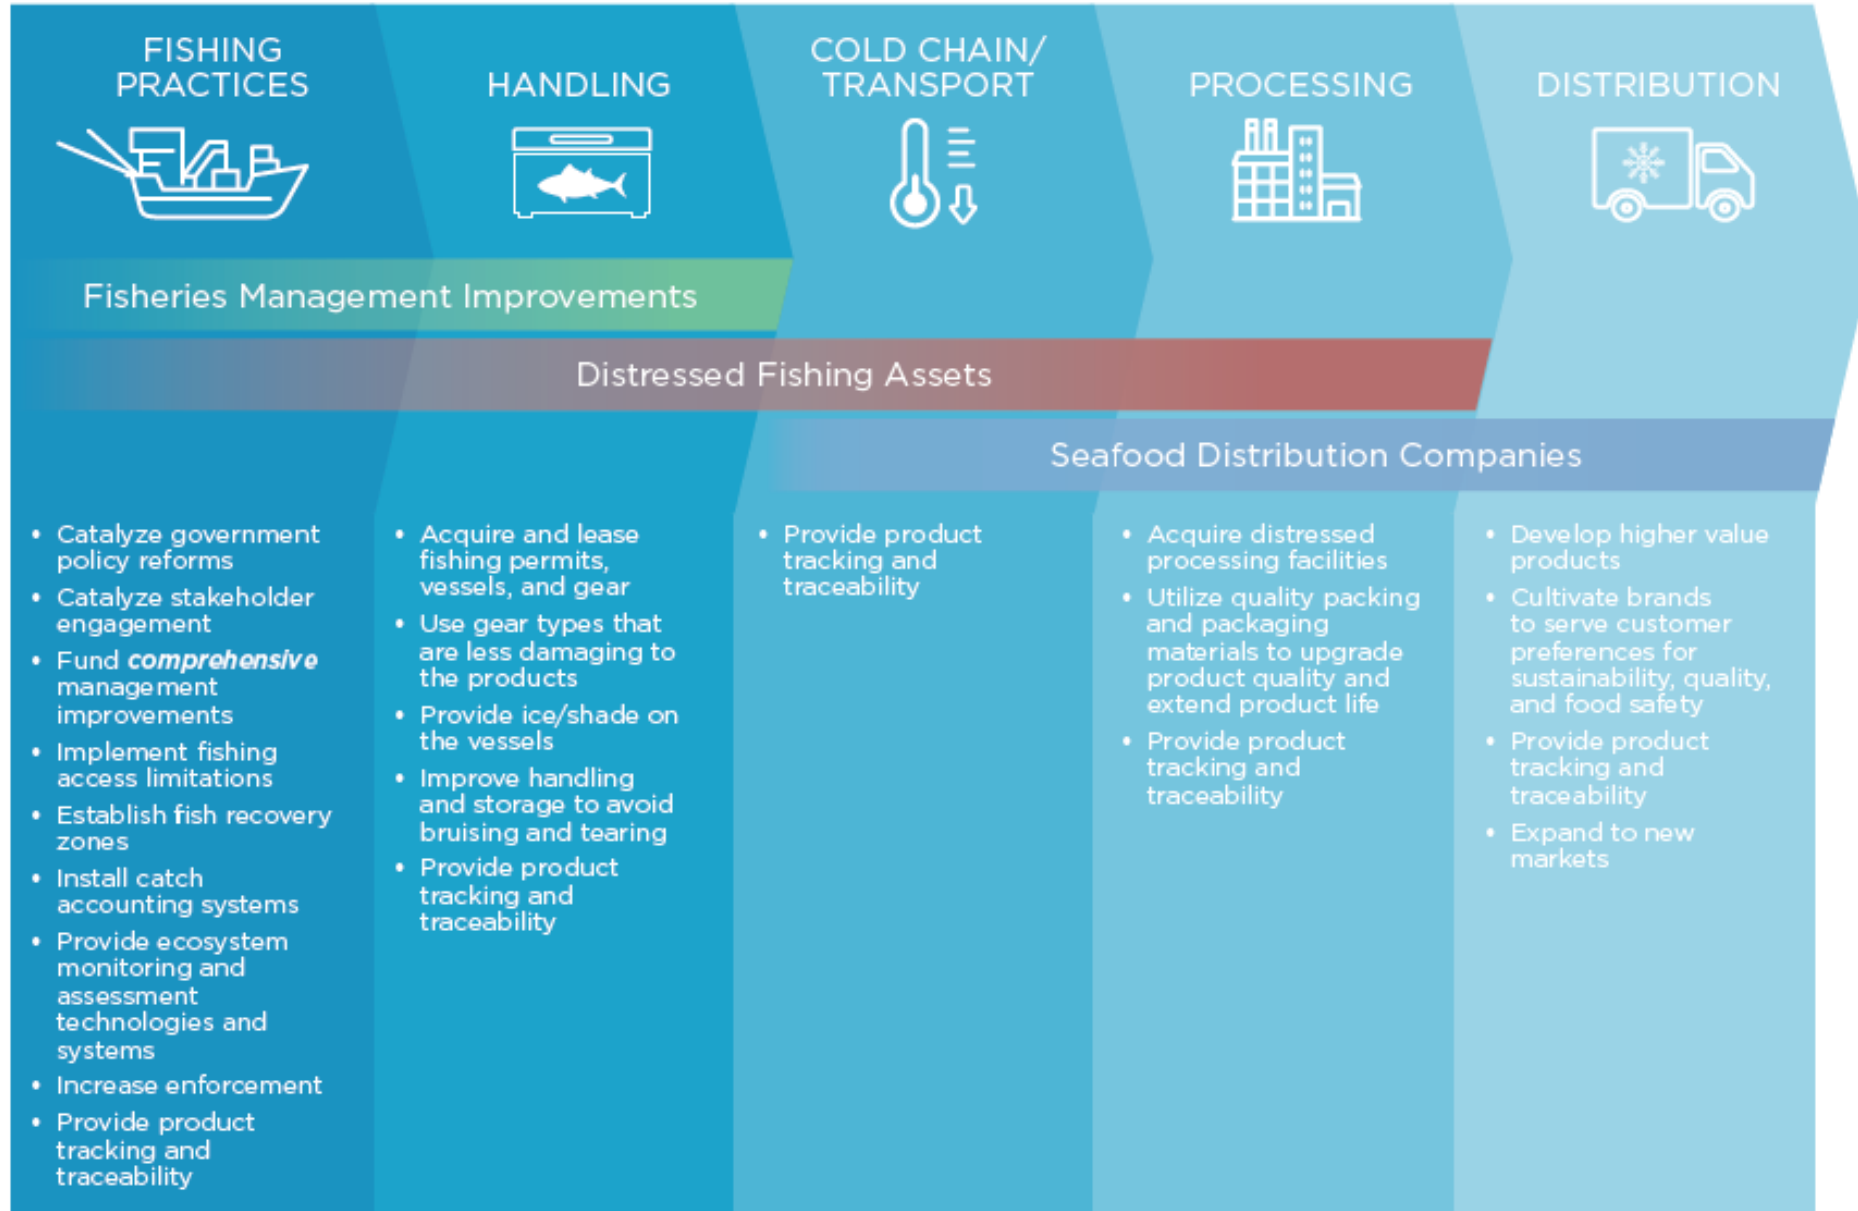 FISHING
PRACTICES
HANDLING
COLD CHAIN/
TRANSPORT
PROCESSING
DISTRIBUTION
Fisheries Management Improvements
Distressed Fishing Assets
Seafood Distribution Companies
• Catalyze government
policy reforms
• Catalyze stakeholder
engagement
• Fund comprehensive
management
improvements
• Implement fishing
access limitations
• Establish fish recovery
zones
• Install catch
accounting systems
• Provide ecosystem
monitoring and
assessment
technologies and
systems
• Increase enforcement
• Provide product
tracking and
traceability
• Acquire and lease
fishing permits,
vessels, and gear
• Use gear types that
are less damaging to
the products
• Provide ice/shade on
the vessels
• Improve handling
and storage to avoid
bruising and tearing
• Provide product
tracking and
traceability
• Provide product
tracking and
traceability
• Acquire distressed
processing facilities
• Utilize quality packing
and packaging
materials to upgrade
product quality and
extend product life
• Provide product
tracking and
traceability
• Develop higher value
products
• Cultivate brands
to serve customer
preferences for
sustainability, quality,
and food safety
• Provide product
tracking and
traceability
• Expand to new
markets